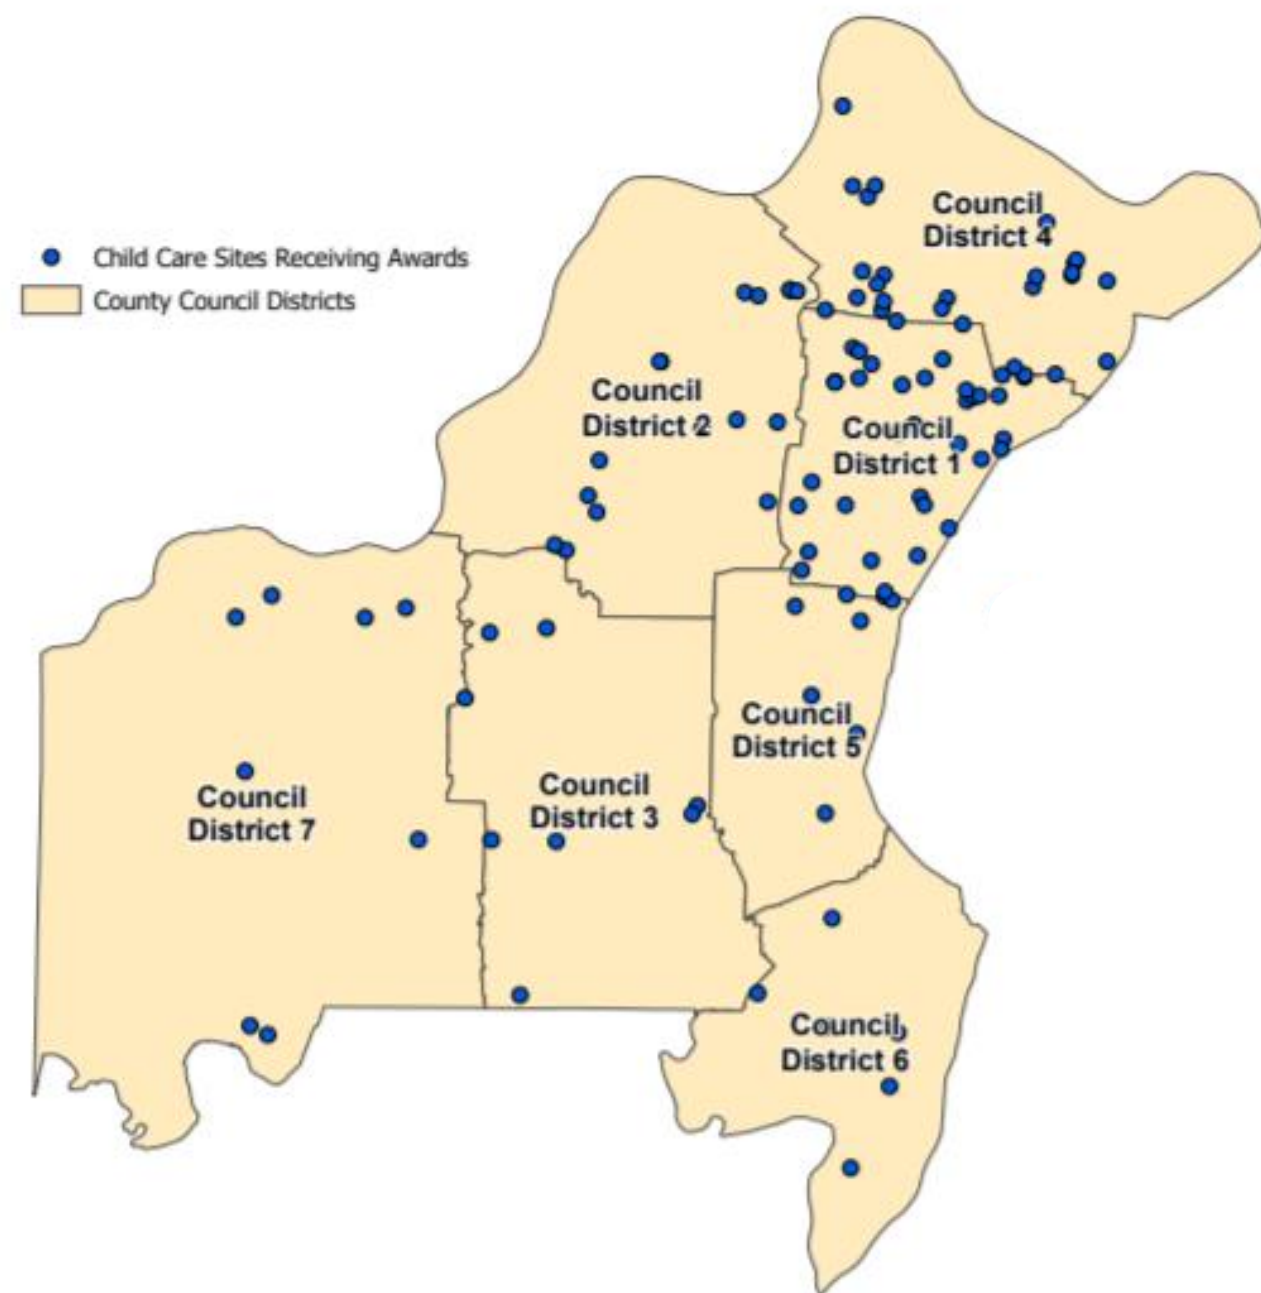 Child Care Sites Receiving Awards
County Council Districts
Council
District 4
Council
District 2
Council
District 1
Council
District 5
Council
District 3
Council
District 7
Council
District 6